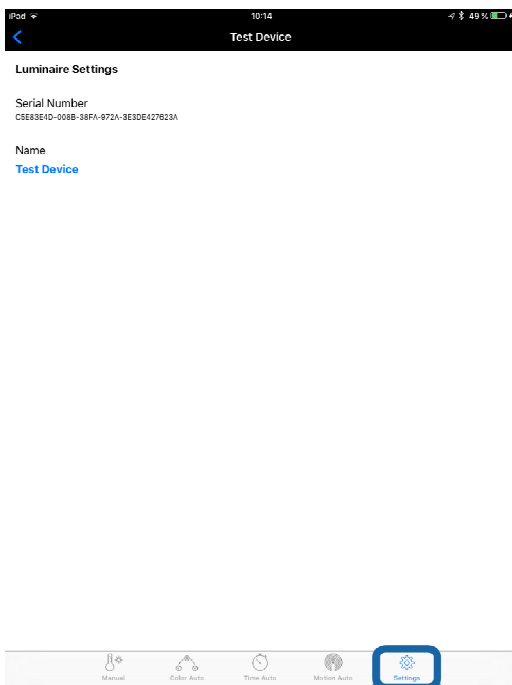 iPad 10:14 49 %
Test Device
Luminaire Settings
Serial Number
C5E83E4D-008B-38FA-972A-3E3DE427623A
Name
Test Device
Manual Color Auto Time Auto Motion Auto Settings